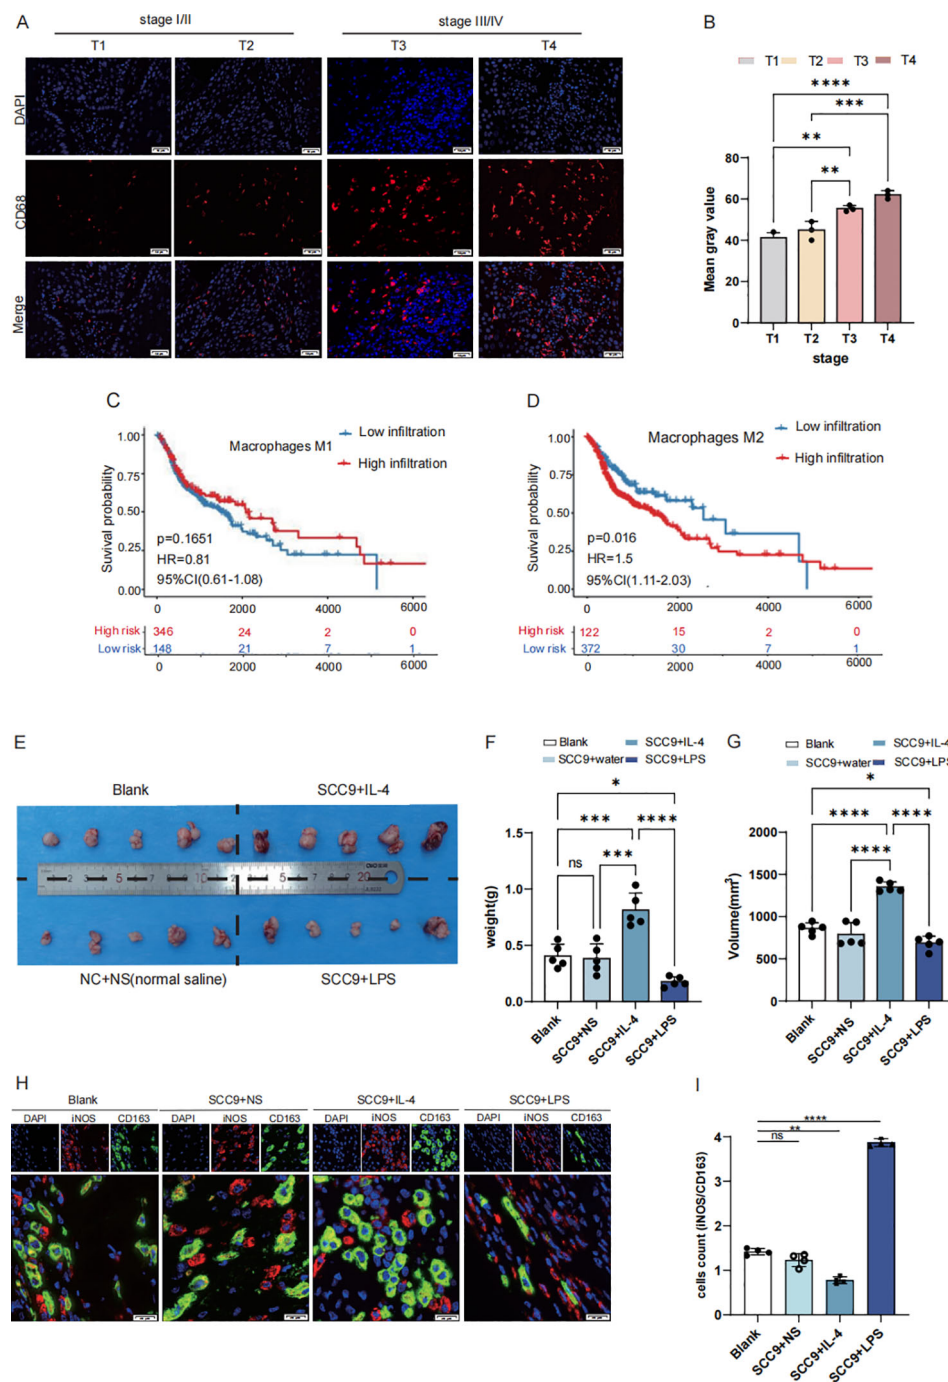 A
stage I/II
stage III/IV
T1
T2
T3
T4
DAPI
CD68
Merge
B
T1 T2 T3 T4
****
***
**
**
Mean gray value
80
60
40
20
0
T1 T2 T3 T4
stage
C
Macrophages M1
Low infiltration
High infiltration
Suvival probability
1.00
0.75
0.50
0.25
0.00
p=0.1651
HR=0.81
95%CI(0.61-1.08)
0 2000 4000 6000
High risk 346 24 2 0
Low risk 148 21 7 1
0 2000 4000 6000
D
Macrophages M2
Low infiltration
High infiltration
Suvival probability
1.00
0.75
0.50
0.25
0.00
p=0.016
HR=1.5
95%CI(1.11-2.03)
0 2000 4000 6000
High risk 122 15 2 0
Low risk 372 30 7 1
0 2000 4000 6000
E
Blank
SCC9+IL-4
NC+NS(normal saline)
SCC9+LPS
F
Blank SCC9+IL-4
SCC9+water SCC9+LPS
*
*** ****
ns ***
weight(g)
1.5
1.0
0.5
0.0
Blank SCC9+NS SCC9+IL-4 SCC9+LPS
G
Blank SCC9+IL-4
SCC9+water SCC9+LPS
*
**** ****
****
Volume(mm³)
2000
1500
1000
500
0
Blank SCC9+NS SCC9+IL-4 SCC9+LPS
H
Blank
SCC9+NS
SCC9+IL-4
SCC9+LPS
DAPI iNOS CD163
DAPI iNOS CD163
DAPI iNOS CD163
DAPI iNOS CD163
I
****
**
ns
cells count (iNOS/CD163)
4
3
2
1
0
Blank SCC9+NS SCC9+IL-4 SCC9+LPS